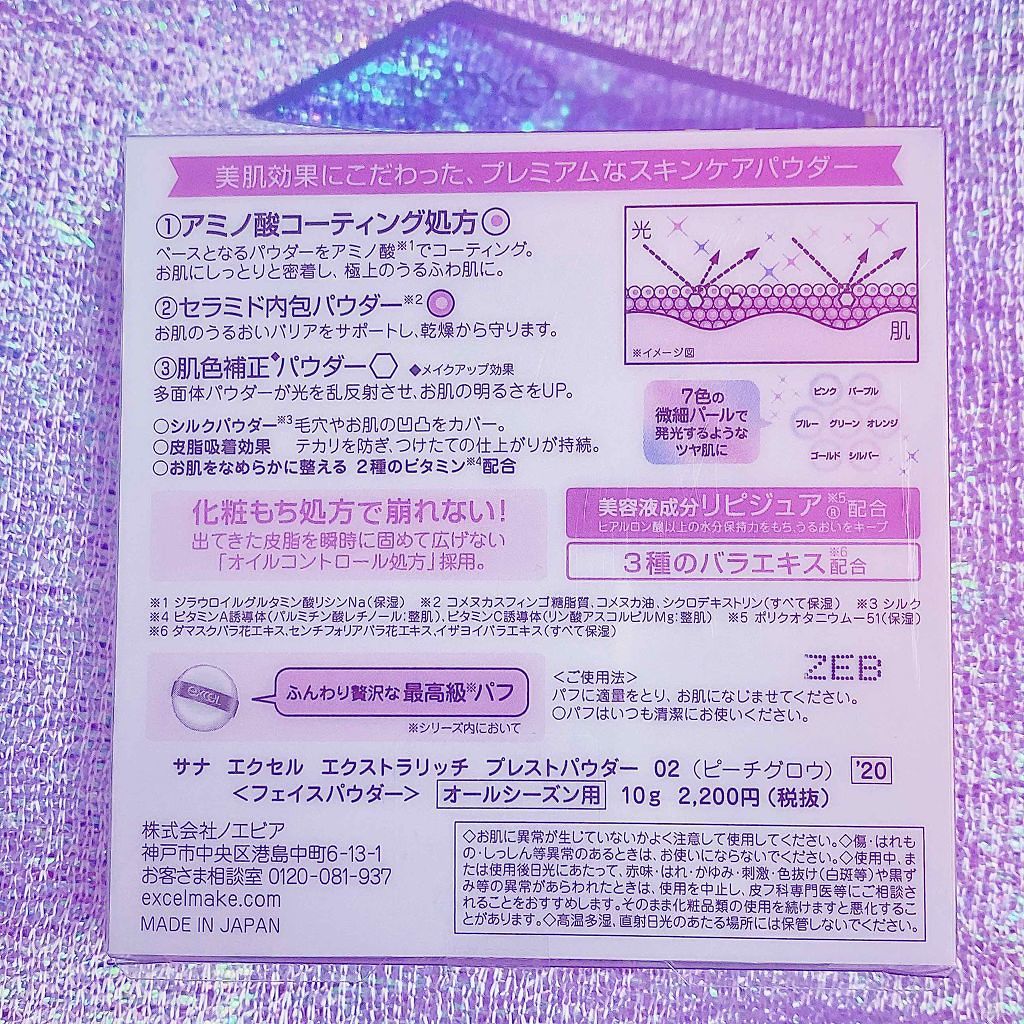 美肌効果にこだわった、プレミアムなスキンケアパウダー
①アミノ酸コーティング処方
ベースとなるパウダーをアミノ酸※1でコーティング。
お肌にしっとりと密着し、極上のうるふわ肌に。
②セラミド内包パウダー※2
お肌のうるおいバリアをサポートし、乾燥から守ります。
③肌色補正◆パウダー ◆メイクアップ効果
多面体パウダーが光を乱反射させ、お肌の明るさをUP。
○シルクパウダー※3毛穴やお肌の凹凸をカバー。
○皮脂吸着効果 テカリを防ぎ、つけたての仕上がりが持続。
○お肌をなめらかに整える 2種のビタミン※4配合
光
肌
※イメージ図
7色の
微細パールで
発光するような
ツヤ肌に
ピンク パープル
ブルー グリーン オレンジ
ゴールド シルバー
化粧もち処方で崩れない!
出てきた皮脂を瞬時に固めて広げない
「オイルコントロール処方」採用。
美容液成分リピジュア®※5配合
ヒアルロン酸以上の水分保持力をもち、うるおいをキープ
3種のバラエキス※6配合
※1 ジラウロイルグルタミン酸リシンNa(保湿) ※2 コメヌカスフィンゴ糖脂質、コメヌカ油、シクロデキストリン(すべて保湿) ※3 シルク
※4 ビタミンA誘導体(パルミチン酸レチノール:整肌)、ビタミンC誘導体(リン酸アスコルビルMg:整肌) ※5 ポリクオタニウム-51(保湿)
※6 ダマスクバラ花エキス、センチフォリアバラ花エキス、イザヨイバラエキス(すべて保湿)
excel
ふんわり贅沢な最高級※パフ
※シリーズ内において
<ご使用法>
パフに適量をとり、お肌になじませてください。
○パフはいつも清潔にお使いください。
ZEB
サナ エクセル エクストラリッチ プレストパウダー 02 (ピーチグロウ) '20
<フェイスパウダー> オールシーズン用 10g 2,200円(税抜)
株式会社ノエビア
神戸市中央区港島中町6-13-1
お客さま相談室 0120-081-937
excelmake.com
MADE IN JAPAN
◇お肌に異常が生じていないかよく注意して使用してください。◇傷・はれも
の・しっしん等異常のあるときは、お使いにならないでください。◇使用中、ま
たは使用後日光にあたって、赤味・はれ・かゆみ・刺激・色抜け(白斑等)や黒ず
み等の異常があらわれたときは、使用を中止し、皮フ科専門医等にご相談さ
れることをおすすめします。そのまま化粧品類の使用を続けますと悪化するこ
とがあります。◇高温多湿、直射日光のあたる場所には保管しないでください。